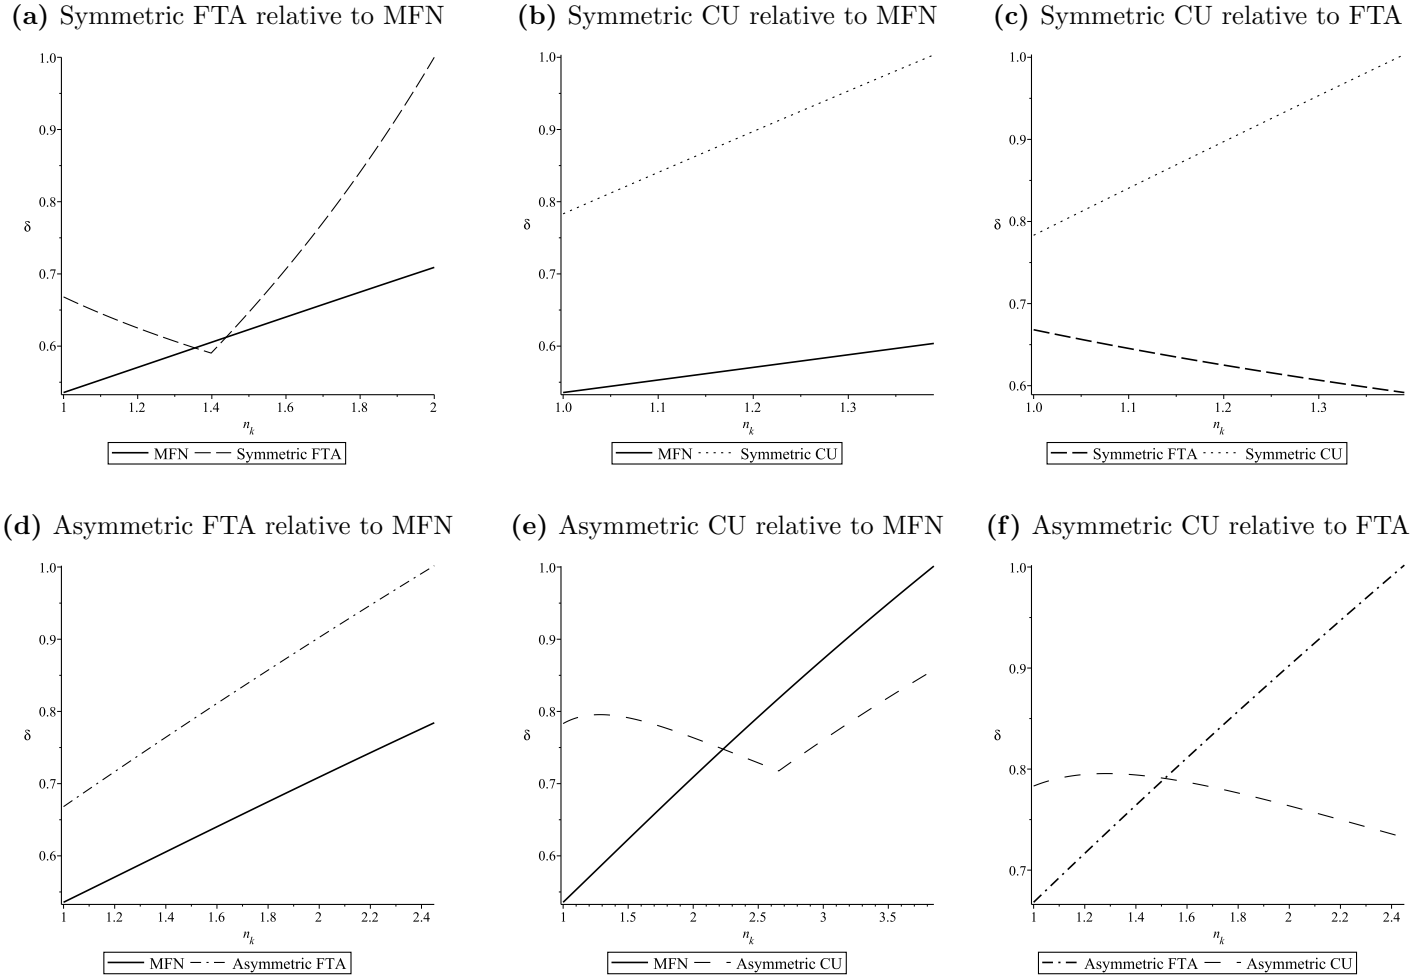 (a) Symmetric FTA relative to MFN
1.0
0.9
0.8
δ
0.7
0.6
1 1.2 1.4 1.6 1.8 2
n_k
MFN Symmetric FTA
(b) Symmetric CU relative to MFN
1.0
0.9
0.8
δ
0.7
0.6
1.0 1.1 1.2 1.3
n_k
MFN Symmetric CU
(c) Symmetric CU relative to FTA
1.0
0.9
0.8
δ
0.7
0.6
1.0 1.1 1.2 1.3
n_k
Symmetric FTA Symmetric CU
(d) Asymmetric FTA relative to MFN
1.0
0.9
0.8
δ
0.7
0.6
1 1.2 1.4 1.6 1.8 2 2.2 2.4
n_k
MFN Asymmetric FTA
(e) Asymmetric CU relative to MFN
1.0
0.9
0.8
δ
0.7
0.6
1 1.5 2 2.5 3 3.5
n_k
MFN Asymmetric CU
(f) Asymmetric CU relative to FTA
1.0
0.9
0.8
δ
0.7
1 1.2 1.4 1.6 1.8 2 2.2 2.4
n_k
Asymmetric FTA Asymmetric CU